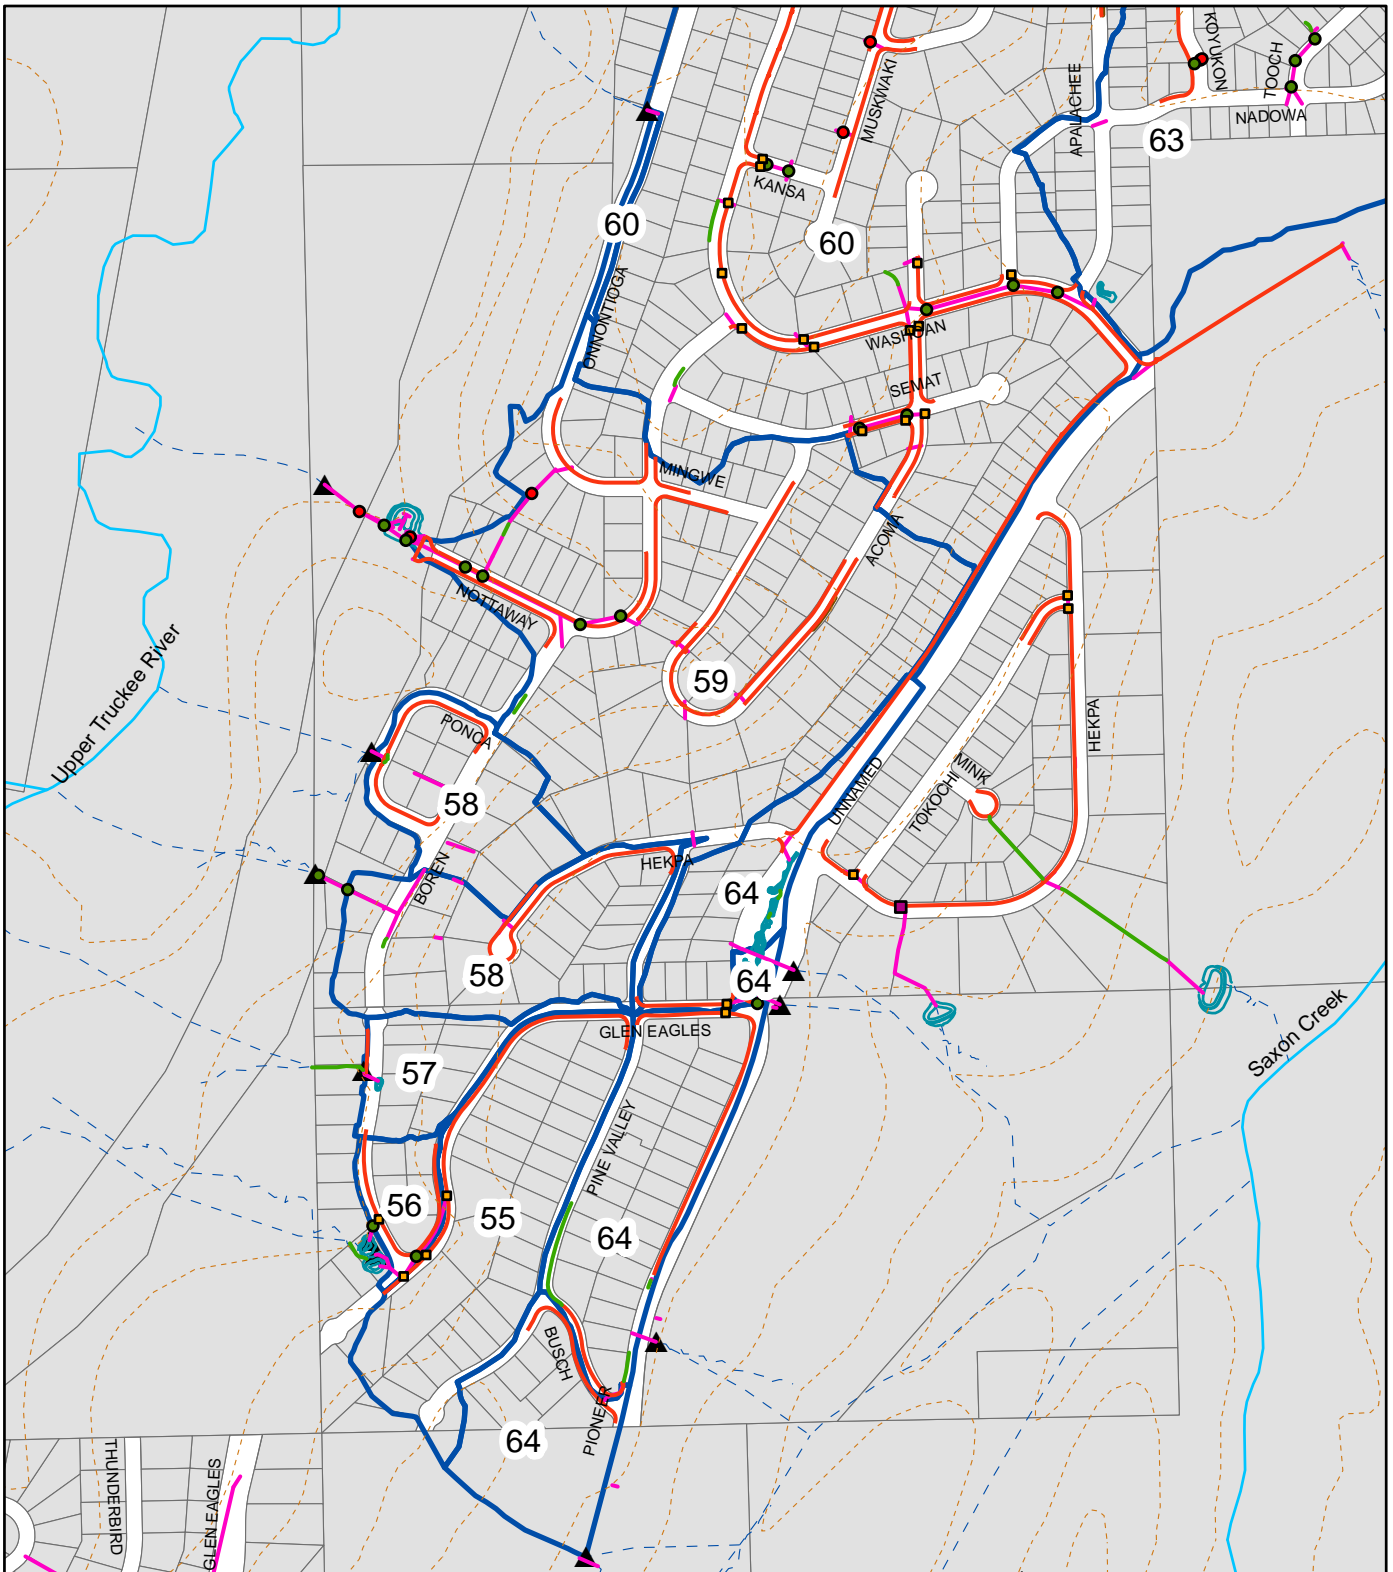 KOYUKON
TOOCH
MUSKWAKI
APALACHEE
NADOWA
63
KANSA
60
60
ONNONTIOGA
WASHOAN
SEMAT
MINGWE
ACOMA
NOTTAWAY
59
Upper Truckee River
PONCA
HEKPA
MINK
UNNAMED
TOKOCHI
58
BOREN
HEKPA
64
58
64
GLEN EAGLES
Saxon Creek
57
PINE VALLEY
56
55
64
BUSCH
PIONEER
64
THUNDERBIRD
GLEN EAGLES